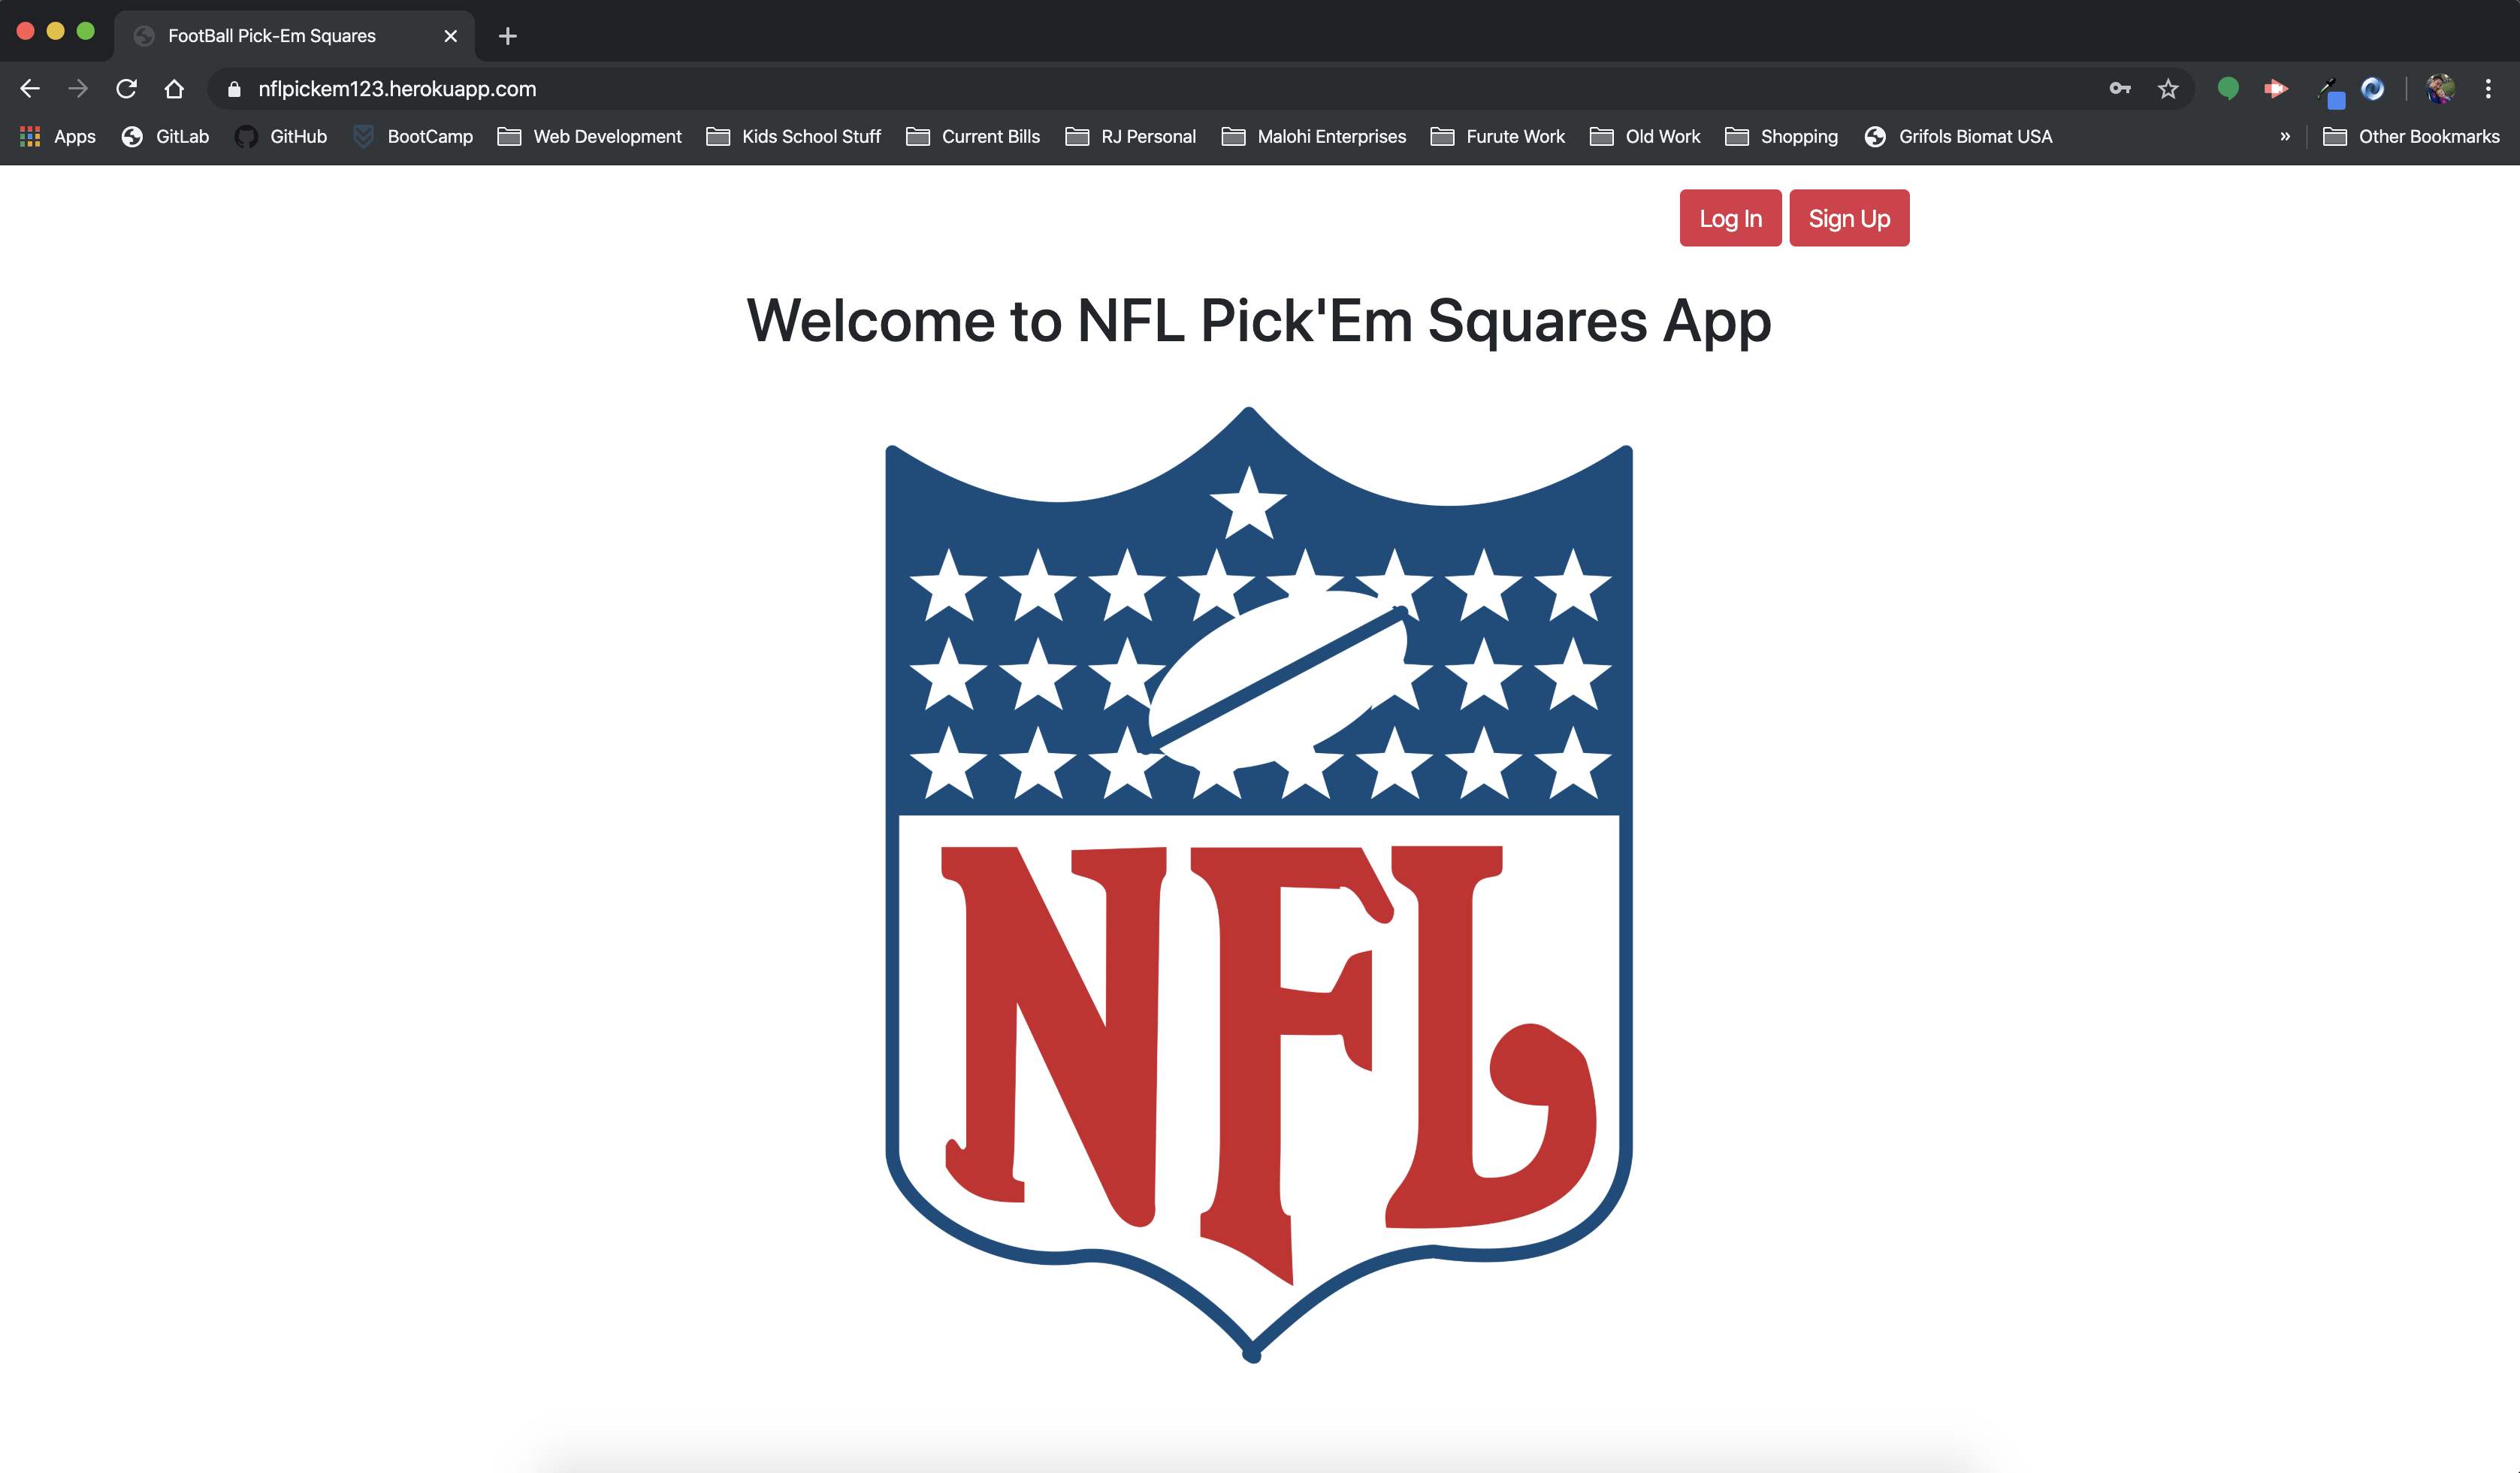 FootBall Pick-Em Squares
nflpickem123.herokuapp.com
Apps GitLab GitHub BootCamp Web Development Kids School Stuff Current Bills RJ Personal Malohi Enterprises Furute Work Old Work Shopping Grifols Biomat USA » Other Bookmarks
Log In Sign Up
Welcome to NFL Pick'Em Squares App
NFL